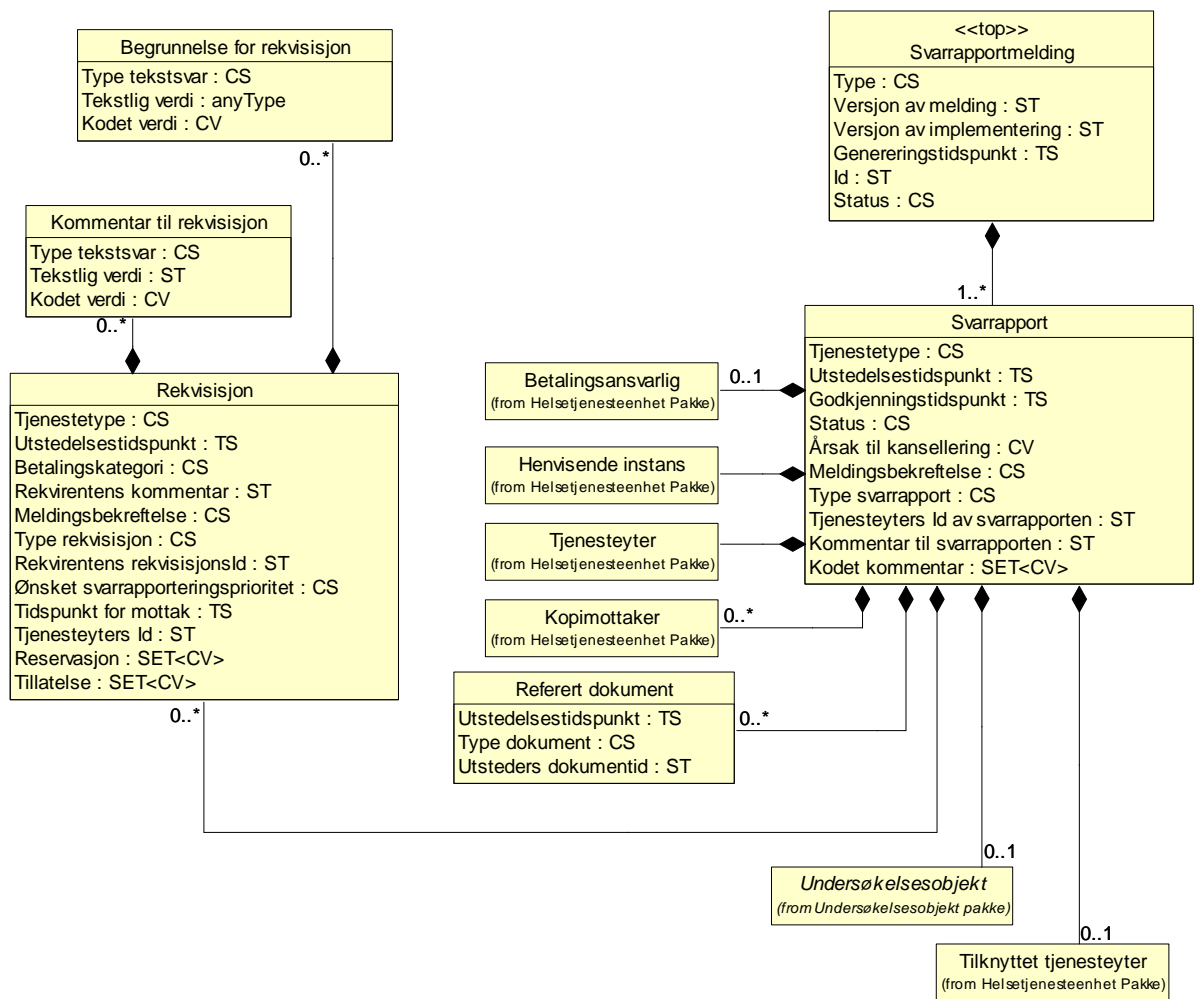 Begrunnelse for rekvisisjon
Type tekstsvar : CS
Tekstlig verdi : anyType
Kodet verdi : CV
0..*
Kommentar til rekvisisjon
Type tekstsvar : CS
Tekstlig verdi : ST
Kodet verdi : CV
0..*
Rekvisisjon
Tjenestetype : CS
Utstedelsestidspunkt : TS
Betalingskategori : CS
Rekvirentens kommentar : ST
Meldingsbekreftelse : CS
Type rekvisisjon : CS
Rekvirentens rekvisisjonsId : ST
Ønsket svarrapporteringsprioritet : CS
Tidspunkt for mottak : TS
Tjenesteyters Id : ST
Reservasjon : SET<CV>
Tillatelse : SET<CV>
0..*
<<top>>
Svarrapportmelding
Type : CS
Versjon av melding : ST
Versjon av implementering : ST
Genereringstidspunkt : TS
Id : ST
Status : CS
1..*
Svarrapport
Tjenestetype : CS
Utstedelsestidspunkt : TS
Godkjenningstidspunkt : TS
Status : CS
Årsak til kansellering : CV
Meldingsbekreftelse : CS
Type svarrapport : CS
Tjenesteyters Id av svarrapporten : ST
Kommentar til svarrapporten : ST
Kodet kommentar : SET<CV>
Betalingsansvarlig
(from Helsetjenesteenhet Pakke)
0..1
Henvisende instans
(from Helsetjenesteenhet Pakke)
Tjenesteyter
(from Helsetjenesteenhet Pakke)
Kopimottaker
(from Helsetjenesteenhet Pakke)
0..*
Referert dokument
Utstedelsestidspunkt : TS
Type dokument : CS
Utsteders dokumentid : ST
0..*
0..1
Undersøkelsesobjekt
(from Undersøkelsesobjekt pakke)
0..1
Tilknyttet tjenesteyter
(from Helsetjenesteenhet Pakke)